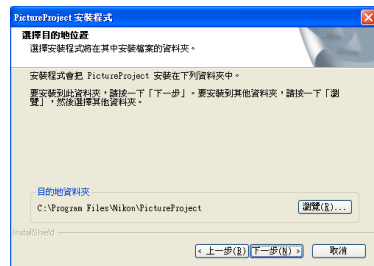 PictureProject 安裝程式
選擇目的地位置
選擇安裝程式將在其中安裝檔案的資料夾。
安裝程式會把 PictureProject 安裝在下列資料夾中。
要安裝到此資料夾，請按一下「下一步」。要安裝到其他資料夾，請按一下「瀏
覽」，然後選擇其他資料夾。
目的地資料夾
C:\Program Files\Nikon\PictureProject
瀏覽(R)...
InstallShield
< 上一步(B) 下一步(N) > 取消